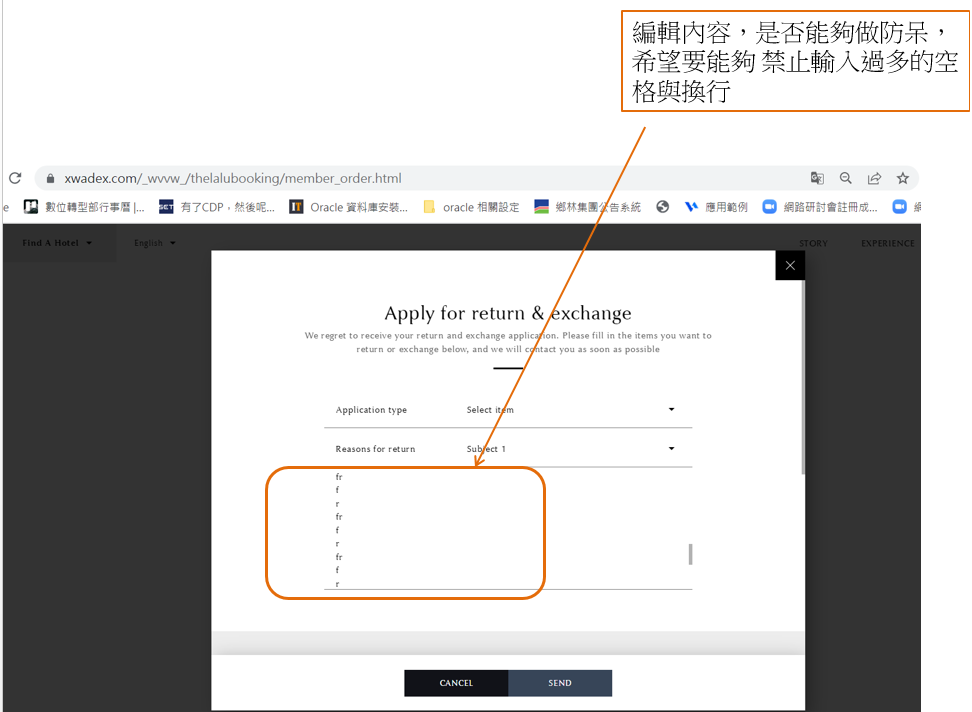 編輯內容，是否能夠做防呆，
希望要能夠 禁止輸入過多的空
格與換行
xwadex.com/_wvvw_/thelalubooking/member_order.html
e 數位轉型部行事曆 |... SET 有了CDP，然後呢... IT Oracle 資料庫安裝... oracle 相關設定 鄉林集團公告系統 應用範例 網路研討會註冊成...
Find A Hotel English STORY EXPERIENCE
Apply for return & exchange
We regret to receive your return and exchange application. Please fill in the items you want to
return or exchange below, and we will contact you as soon as possible
Application type Select item
Reasons for return Subject 1
fr
f
r
fr
f
r
fr
f
r
CANCEL SEND